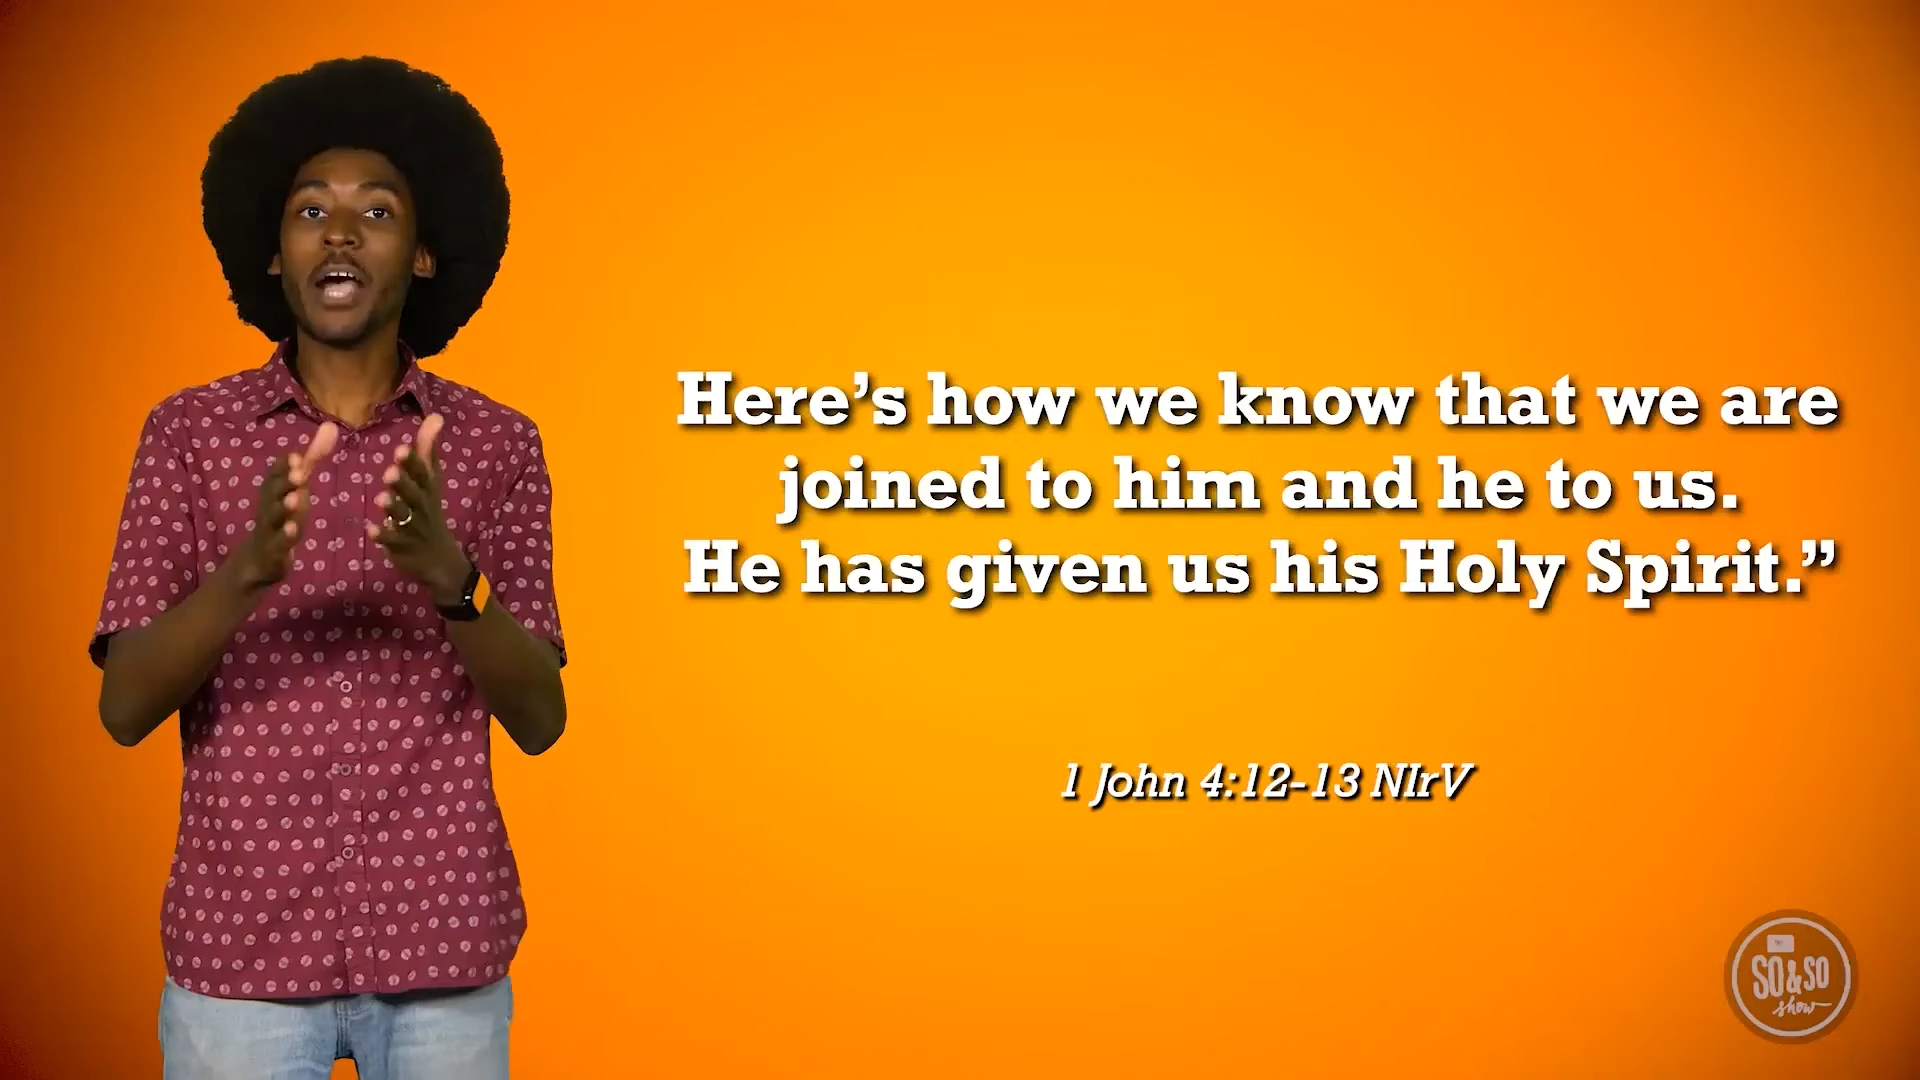 Here’s how we know that we are
joined to him and he to us.
He has given us his Holy Spirit.”
1 John 4:12-13 NIrV
SO & SO
show